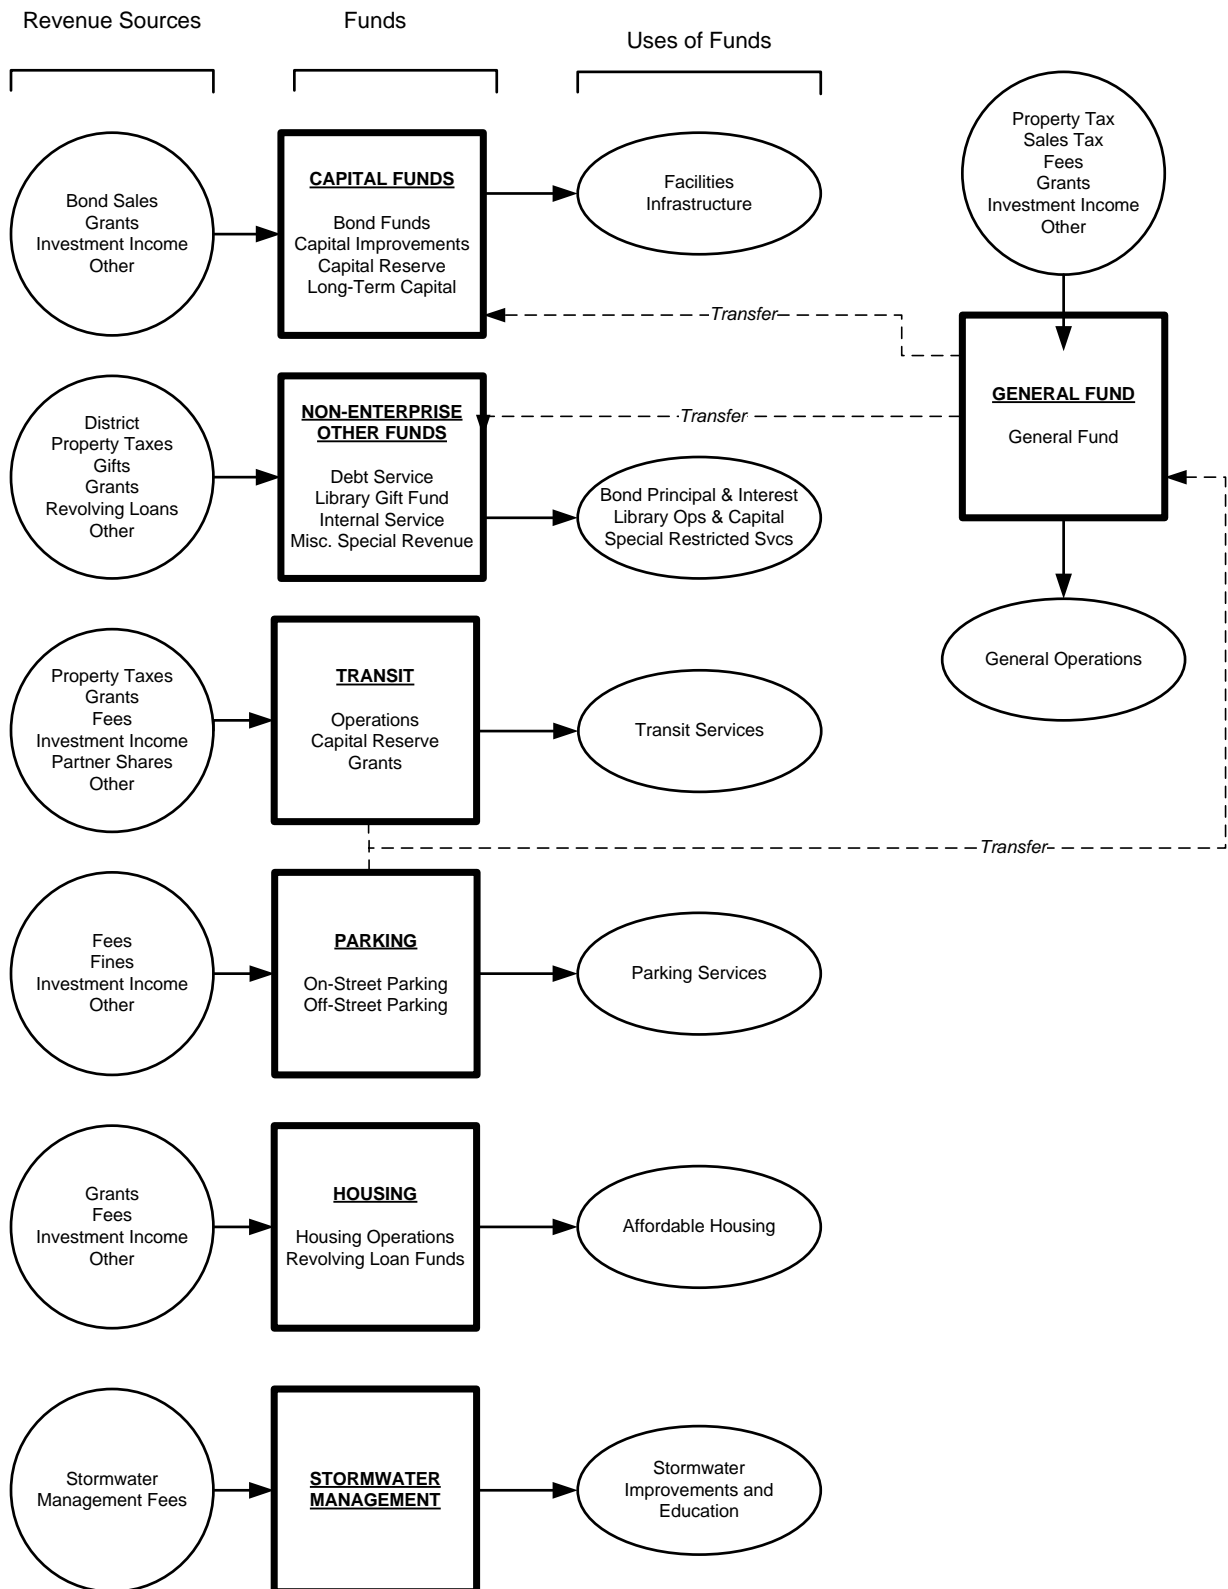 Revenue Sources
Funds
Uses of Funds
Bond Sales
Grants
Investment Income
Other
CAPITAL FUNDS
Bond Funds
Capital Improvements
Capital Reserve
Long-Term Capital
Facilities
Infrastructure
Property Tax
Sales Tax
Fees
Grants
Investment Income
Other
Transfer
District
Property Taxes
Gifts
Grants
Revolving Loans
Other
NON-ENTERPRISE
OTHER FUNDS
Debt Service
Library Gift Fund
Internal Service
Misc. Special Revenue
Transfer
Bond Principal & Interest
Library Ops & Capital
Special Restricted Svcs
GENERAL FUND
General Fund
General Operations
Property Taxes
Grants
Fees
Investment Income
Partner Shares
Other
TRANSIT
Operations
Capital Reserve
Grants
Transit Services
Transfer
Fees
Fines
Investment Income
Other
PARKING
On-Street Parking
Off-Street Parking
Parking Services
Grants
Fees
Investment Income
Other
HOUSING
Housing Operations
Revolving Loan Funds
Affordable Housing
Stormwater
Management Fees
STORMWATER
MANAGEMENT
Stormwater
Improvements and
Education